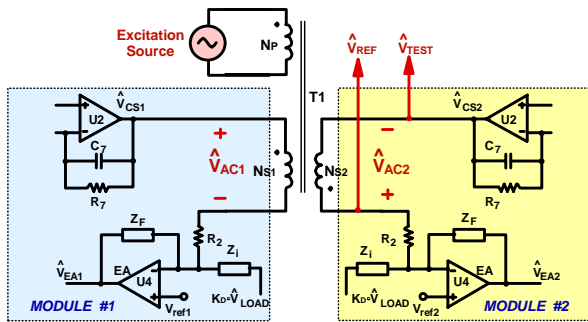 Excitation
Source
NP
T1
V̂REF
V̂TEST
V̂CS1
+
−
U2
C7
R7
+
V̂AC1
−
NS1
NS2
−
V̂AC2
+
V̂CS2
+
−
U2
C7
R7
R2
ZF
Zi
V̂EA1
EA
U4
−
+
Vref1
KD•V̂LOAD
MODULE #1
R2
ZF
Zi
KD•V̂LOAD
−
+
U4
EA
V̂EA2
Vref2
MODULE #2